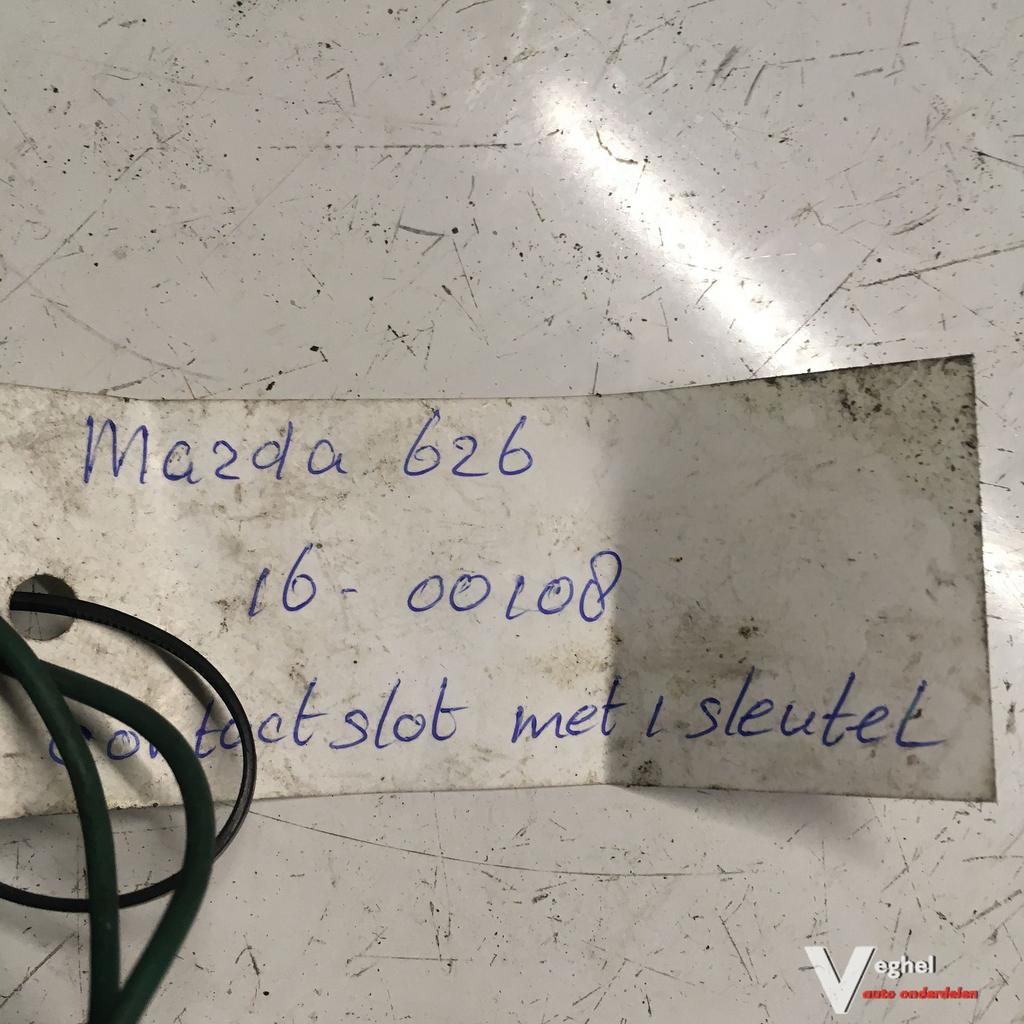 Mazda 626
16-00108
contactslot met 1 sleutel
Veghel
auto onderdelen